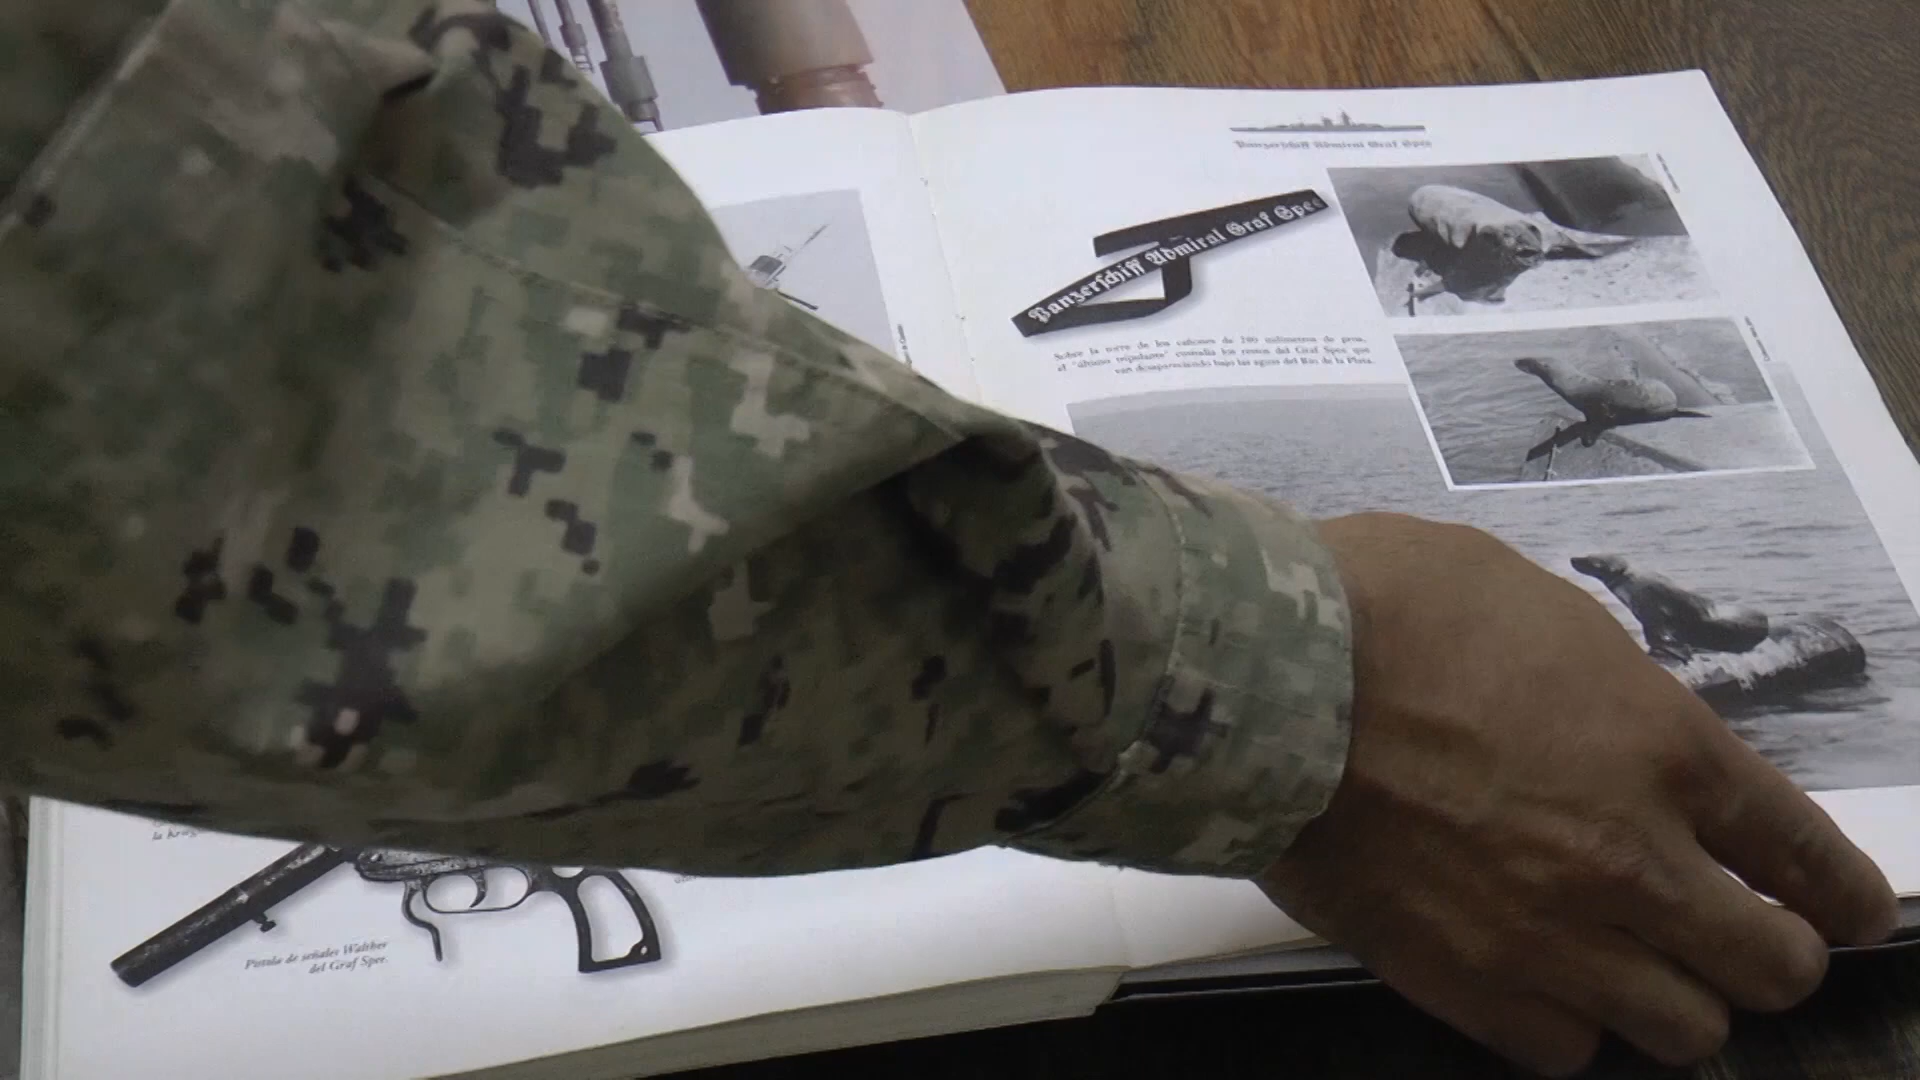 la
Pistola de señales Walther
del Graf Spee.
Panzerschiff Admiral Graf Spee
Panzerschiff Admiral Graf Spee
Sobre la torre de los cañones de 280 milímetros de proa,
el "último tripulante" custodia los restos del Graf Spee que
van desapareciendo bajo las aguas del Río de la Plata.